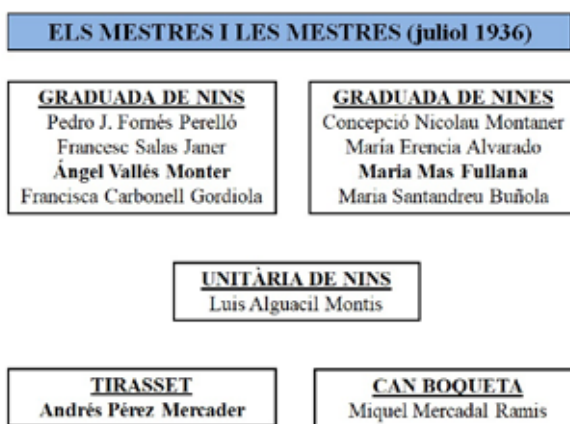 ELS MESTRES I LES MESTRES (juliol 1936)
GRADUADA DE NINS
Pedro J. Fornés Perelló
Francesc Salas Janer
Ángel Vallés Monter
Francisca Carbonell Gordiola
GRADUADA DE NINES
Concepció Nicolau Montaner
María Erencia Alvarado
Maria Mas Fullana
Maria Santandreu Buñola
UNITÀRIA DE NINS
Luis Alguacil Montis
TIRASSET
Andrés Pérez Mercader
CAN BOQUETA
Miquel Mercadal Ramis